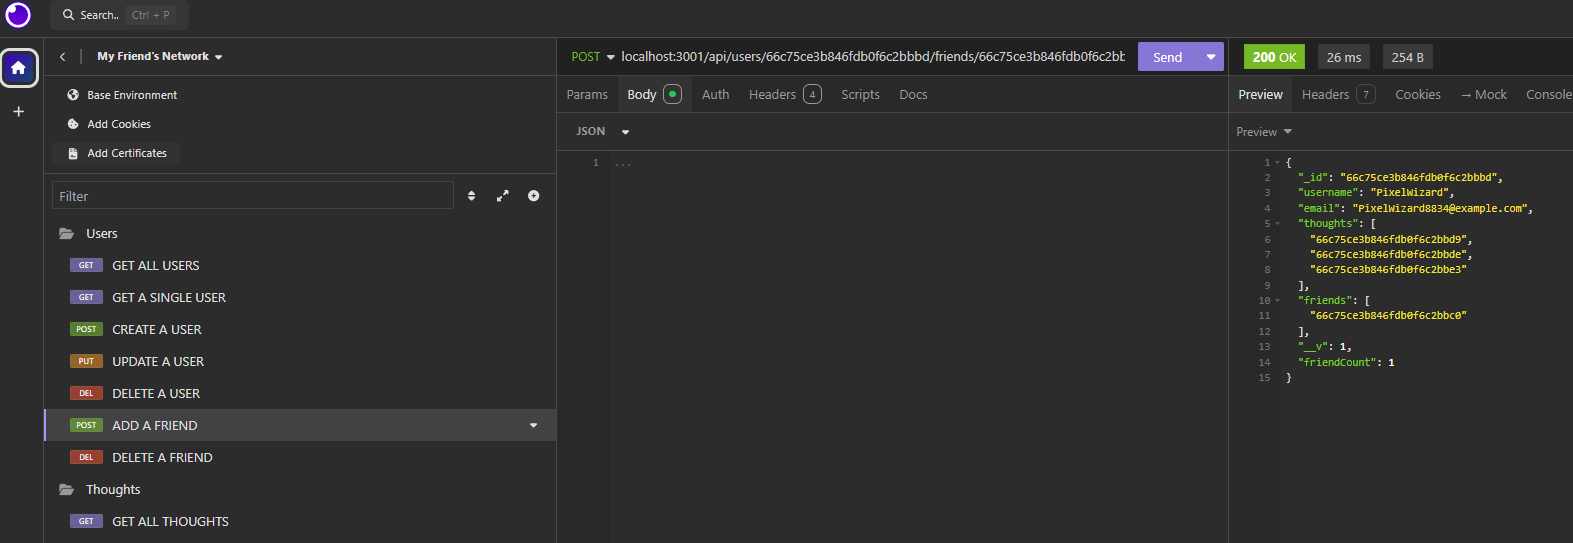 Search.. Ctrl + P
My Friend's Network
Base Environment
Add Cookies
Add Certificates
Filter
Users
GET GET ALL USERS
GET GET A SINGLE USER
POST CREATE A USER
PUT UPDATE A USER
DEL DELETE A USER
POST ADD A FRIEND
DEL DELETE A FRIEND
Thoughts
GET GET ALL THOUGHTS
POST localhost:3001/api/users/66c75ce3b846fdb0f6c2bbbd/friends/66c75ce3b846fdb0f6c2bb Send
Params Body Auth Headers 4 Scripts Docs
JSON
1 ...
200 OK 26 ms 254 B
Preview Headers 7 Cookies → Mock Console
Preview
1 {
2 "_id": "66c75ce3b846fdb0f6c2bbbd",
3 "username": "PixelWizard",
4 "email": "PixelWizard8834@example.com",
5 "thoughts": [
6 "66c75ce3b846fdb0f6c2bbd9",
7 "66c75ce3b846fdb0f6c2bbde",
8 "66c75ce3b846fdb0f6c2bbe3"
9 ],
10 "friends": [
11 "66c75ce3b846fdb0f6c2bbc0"
12 ],
13 "__v": 1,
14 "friendCount": 1
15 }